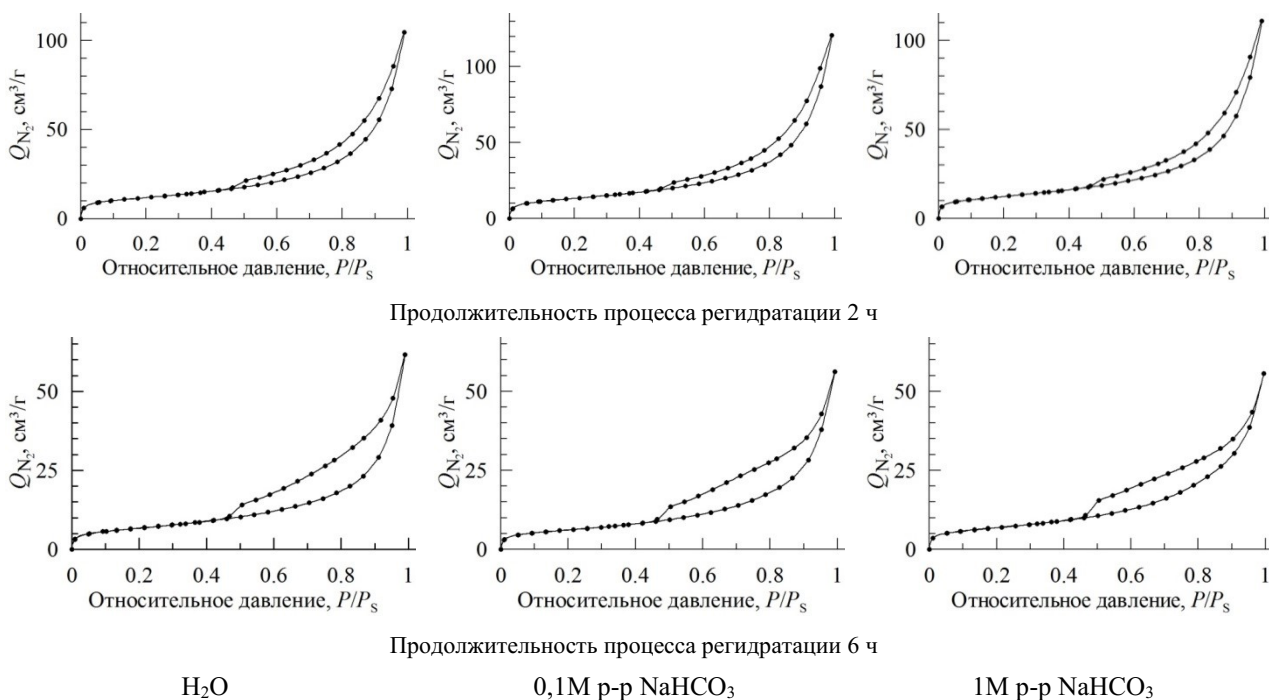 Q_N₂, см³/г
100
50
0
0 0.2 0.4 0.6 0.8 1
Относительное давление, P/P_S
Q_N₂, см³/г
100
50
0
0 0.2 0.4 0.6 0.8 1
Относительное давление, P/P_S
Q_N₂, см³/г
100
50
0
0 0.2 0.4 0.6 0.8 1
Относительное давление, P/P_S
Продолжительность процесса регидратации 2 ч
Q_N₂, см³/г
50
25
0
0 0.2 0.4 0.6 0.8 1
Относительное давление, P/P_S
Q_N₂, см³/г
50
25
0
0 0.2 0.4 0.6 0.8 1
Относительное давление, P/P_S
Q_N₂, см³/г
50
25
0
0 0.2 0.4 0.6 0.8 1
Относительное давление, P/P_S
Продолжительность процесса регидратации 6 ч
H₂O 0,1М р-р NaHCO₃ 1М р-р NaHCO₃